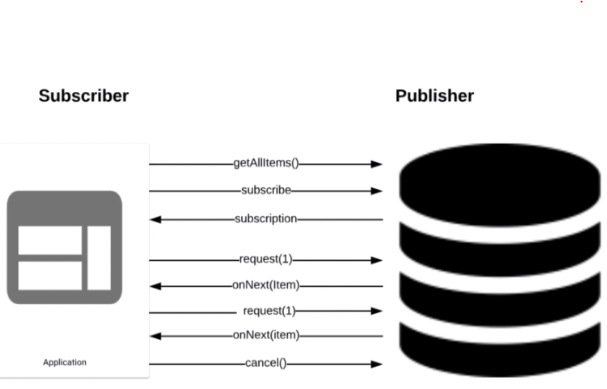 Subscriber
Publisher
getAllItems()
subscribe
subscription
request(1)
onNext(Item)
request(1)
onNext(item)
cancel()
Application